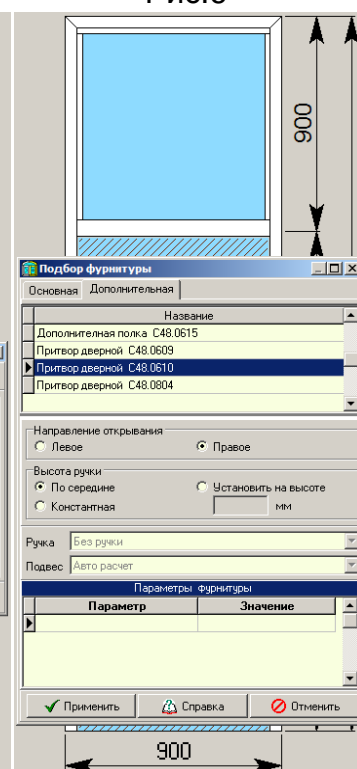 900
Подбор фурнитуры
Основная Дополнительная
Название
Дополнителная полка С48.0615
Притвор дверной С48.0609
Притвор дверной С48.0610
Притвор дверной С48.0804
Направление открывания
Левое Правое
Высота ручки
По середине Установить на высоте
Константная мм
Ручка Без ручки
Подвес Авто расчет
Параметры фурнитуры
Параметр Значение
Применить Справка Отменить
900